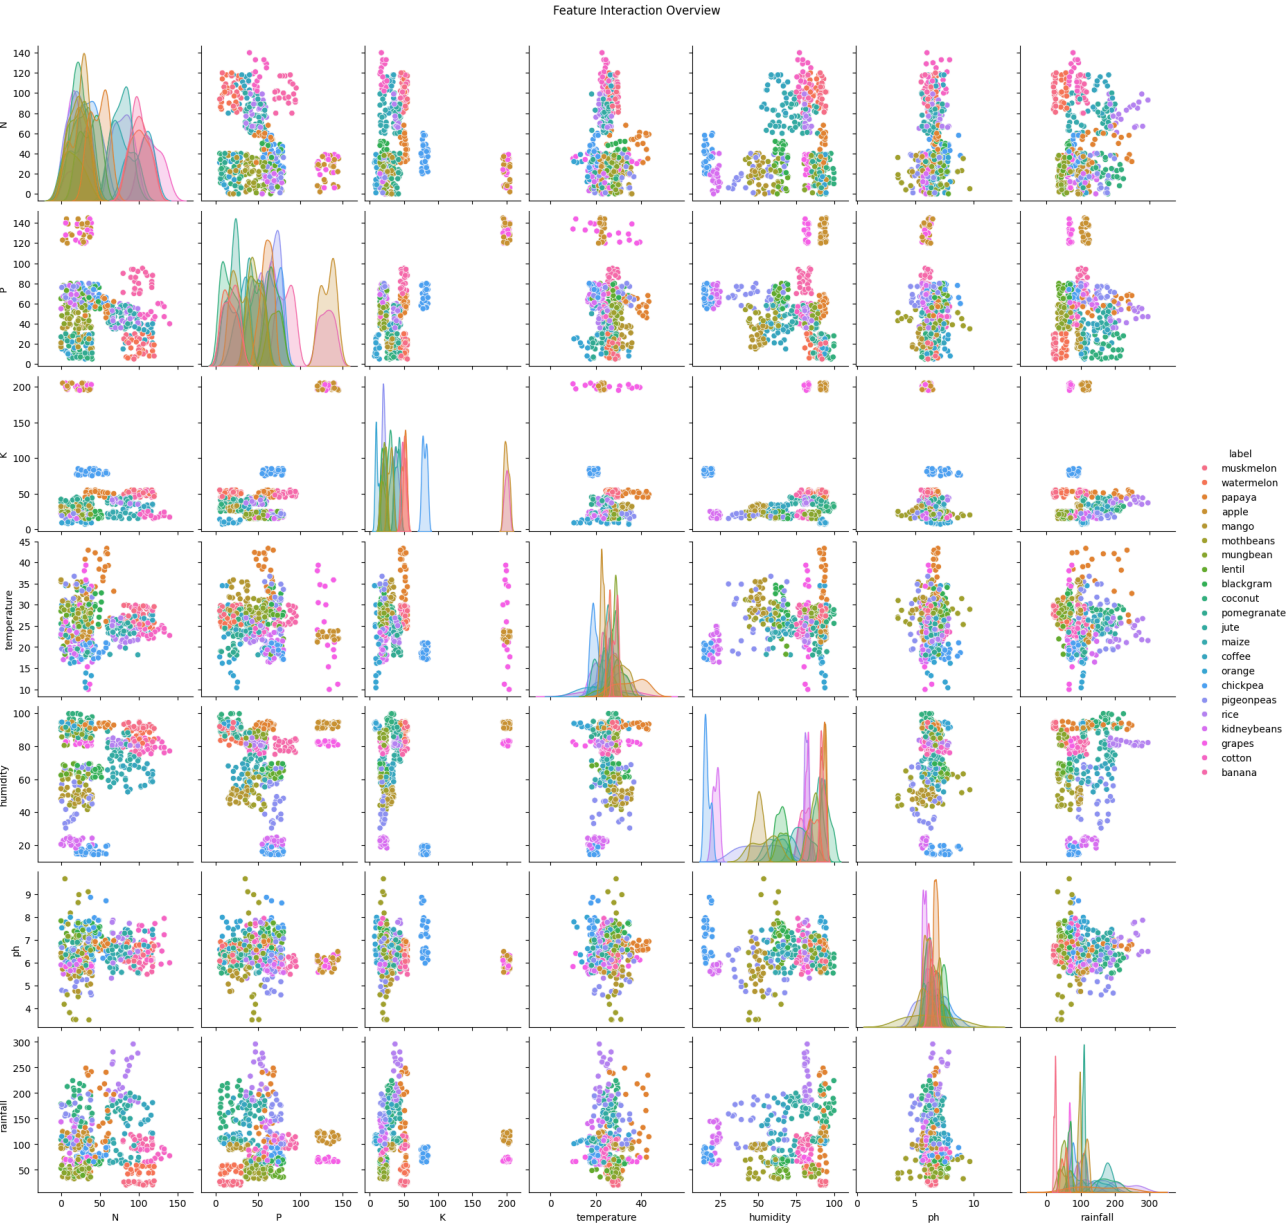 Feature Interaction Overview
140
120
100
80
60
40
20
0
N
140
120
100
80
60
40
20
0
P
200
150
100
50
0
K
45
40
35
30
25
20
15
10
temperature
100
80
60
40
20
humidity
9
8
7
6
5
4
ph
300
250
200
150
100
50
rainfall
0 50 100 150
N
0 50 100 150
P
0 50 100 150 200
K
0 20 40
temperature
25 50 75 100
humidity
0 5 10
ph
0 100 200 300
rainfall
label
muskmelon
watermelon
papaya
apple
mango
mothbeans
mungbean
lentil
blackgram
coconut
pomegranate
jute
maize
coffee
orange
chickpea
pigeonpeas
rice
kidneybeans
grapes
cotton
banana